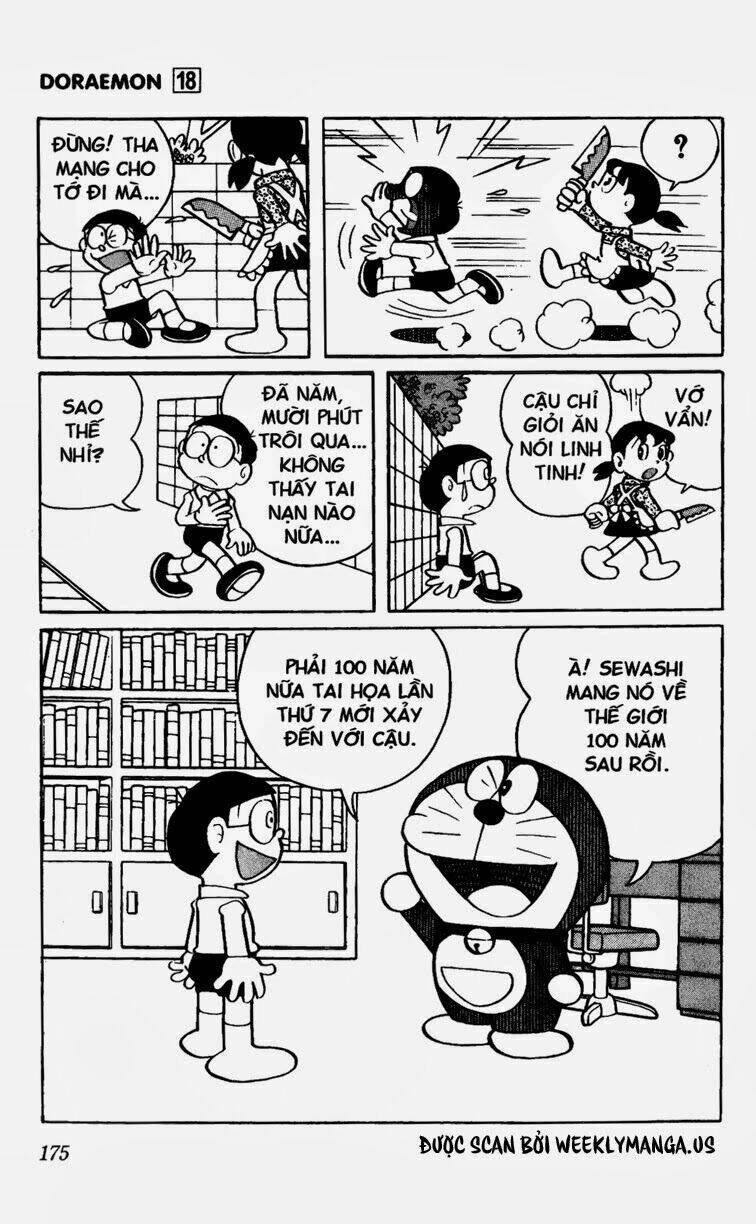 DORAEMON 18
ĐỪNG! THA
MẠNG CHO
TỚ ĐI MÀ...
?
SAO
THẾ
NHỈ?
ĐÃ NĂM,
MƯỜI PHÚT
TRÔI QUA...
KHÔNG
THẤY TAI
NẠN NÀO
NỮA...
CẬU CHỈ
GIỎI ĂN
NÓI LINH
TINH!
VỚ
VẨN!
PHẢI 100 NĂM
NỮA TAI HỌA LẦN
THỨ 7 MỚI XẢY
ĐẾN VỚI CẬU.
À! SEWASHI
MANG NÓ VỀ
THẾ GIỚI
100 NĂM
SAU RỒI.
175
ĐƯỢC SCAN BỞI WEEKLYMANGA.US